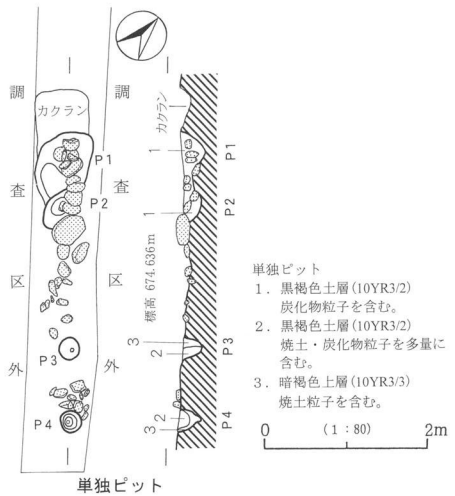 調査区外
調査区外
カクラン
P1
P2
P3
P4
カクラン
1
P1
1
P2
標高 674.636m
3
2
P3
2
3
P4
単独ピット
1．黒褐色土層(10YR3/2)
炭化物粒子を含む。
2．黒褐色土層(10YR3/2)
焼土・炭化物粒子を多量に
含む。
3．暗褐色上層(10YR3/3)
焼土粒子を含む。
0 (1:80) 2m
単独ピット